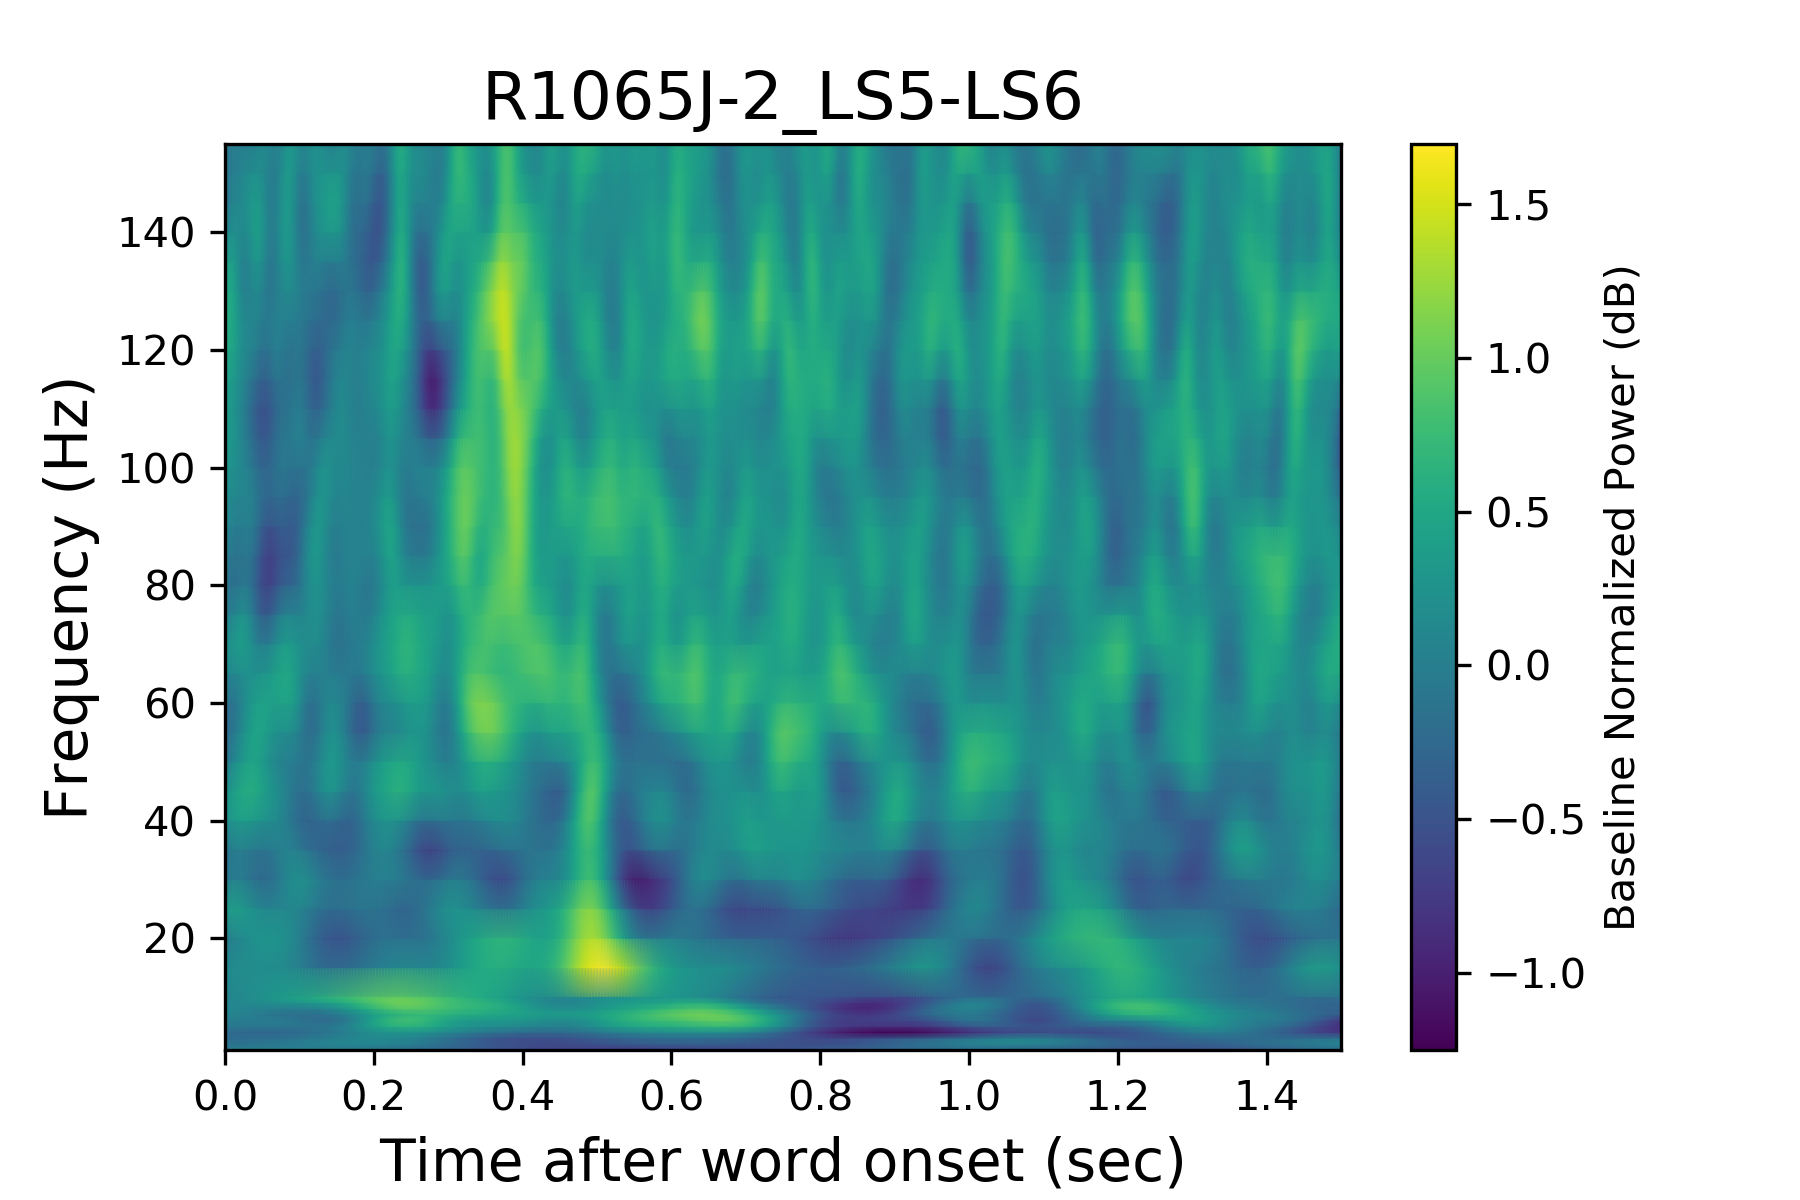 R1065J-2_LS5-LS6
Frequency (Hz)
140
120
100
80
60
40
20
0.0 0.2 0.4 0.6 0.8 1.0 1.2 1.4
Time after word onset (sec)
1.5
1.0
0.5
0.0
−0.5
−1.0
Baseline Normalized Power (dB)